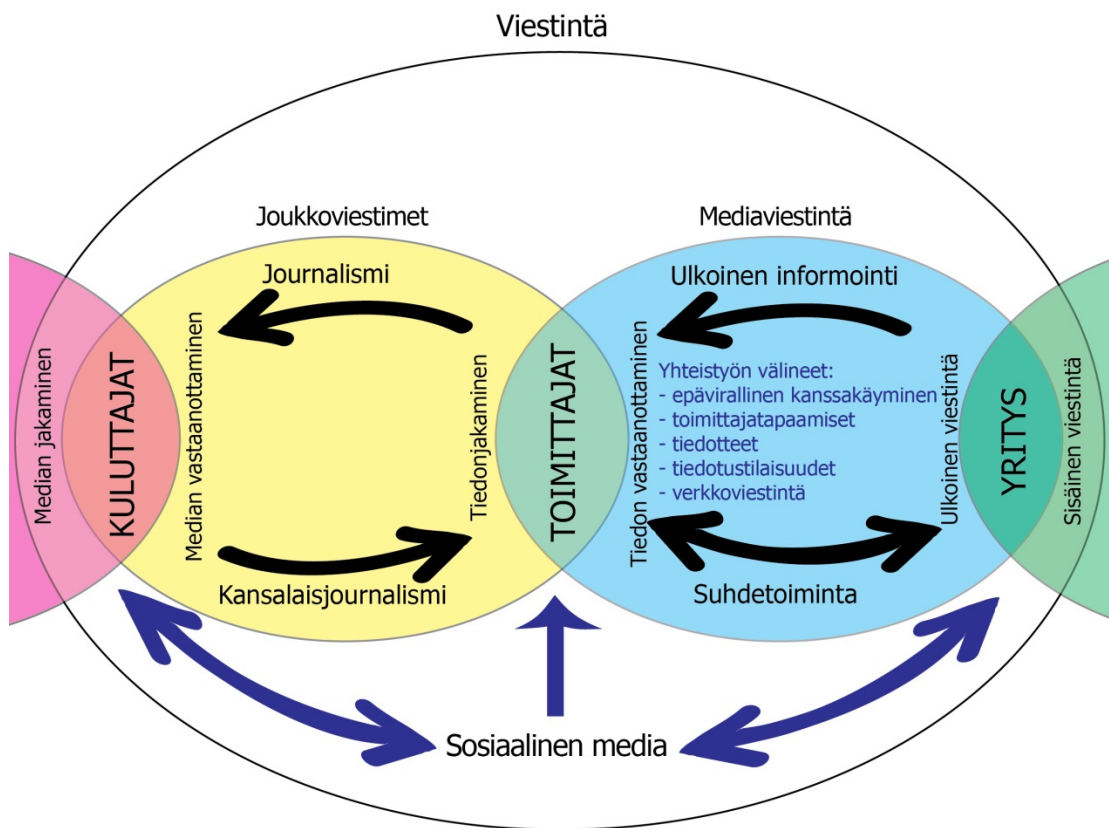 Viestintä
Joukkoviestimet
Mediaviestintä
Journalismi
Ulkoinen informointi
Median jakaminen
KULUTTAJAT
Median vastaanottaminen
Tiedonjakaminen
TOIMITTAJAT
Tiedon vastaanottaminen
Yhteistyön välineet:
- epävirallinen kanssakäyminen
- toimittajatapaamiset
- tiedotteet
- tiedotustilaisuudet
- verkkoviestintä
Ulkoinen viestintä
YRITYS
Sisäinen viestintä
Kansalaisjournalismi
Suhdetoiminta
Sosiaalinen media